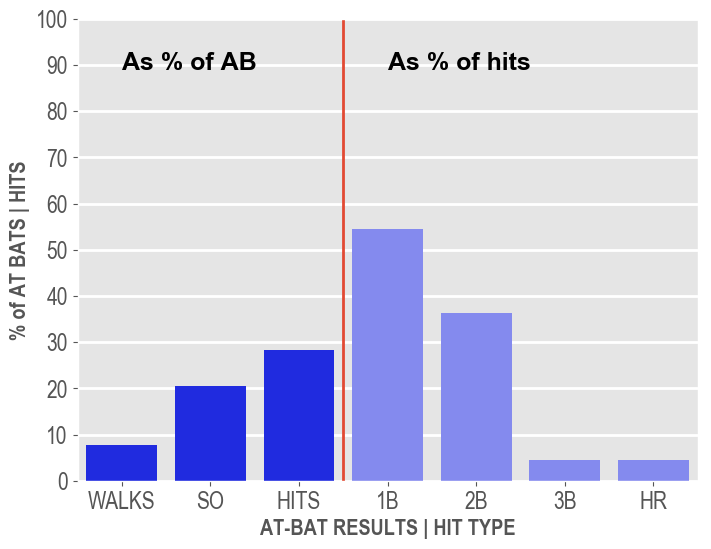 As % of AB
As % of hits
100
90
80
70
60
50
40
30
20
10
0
% of AT BATS | HITS
WALKS SO HITS 1B 2B 3B HR
AT-BAT RESULTS | HIT TYPE